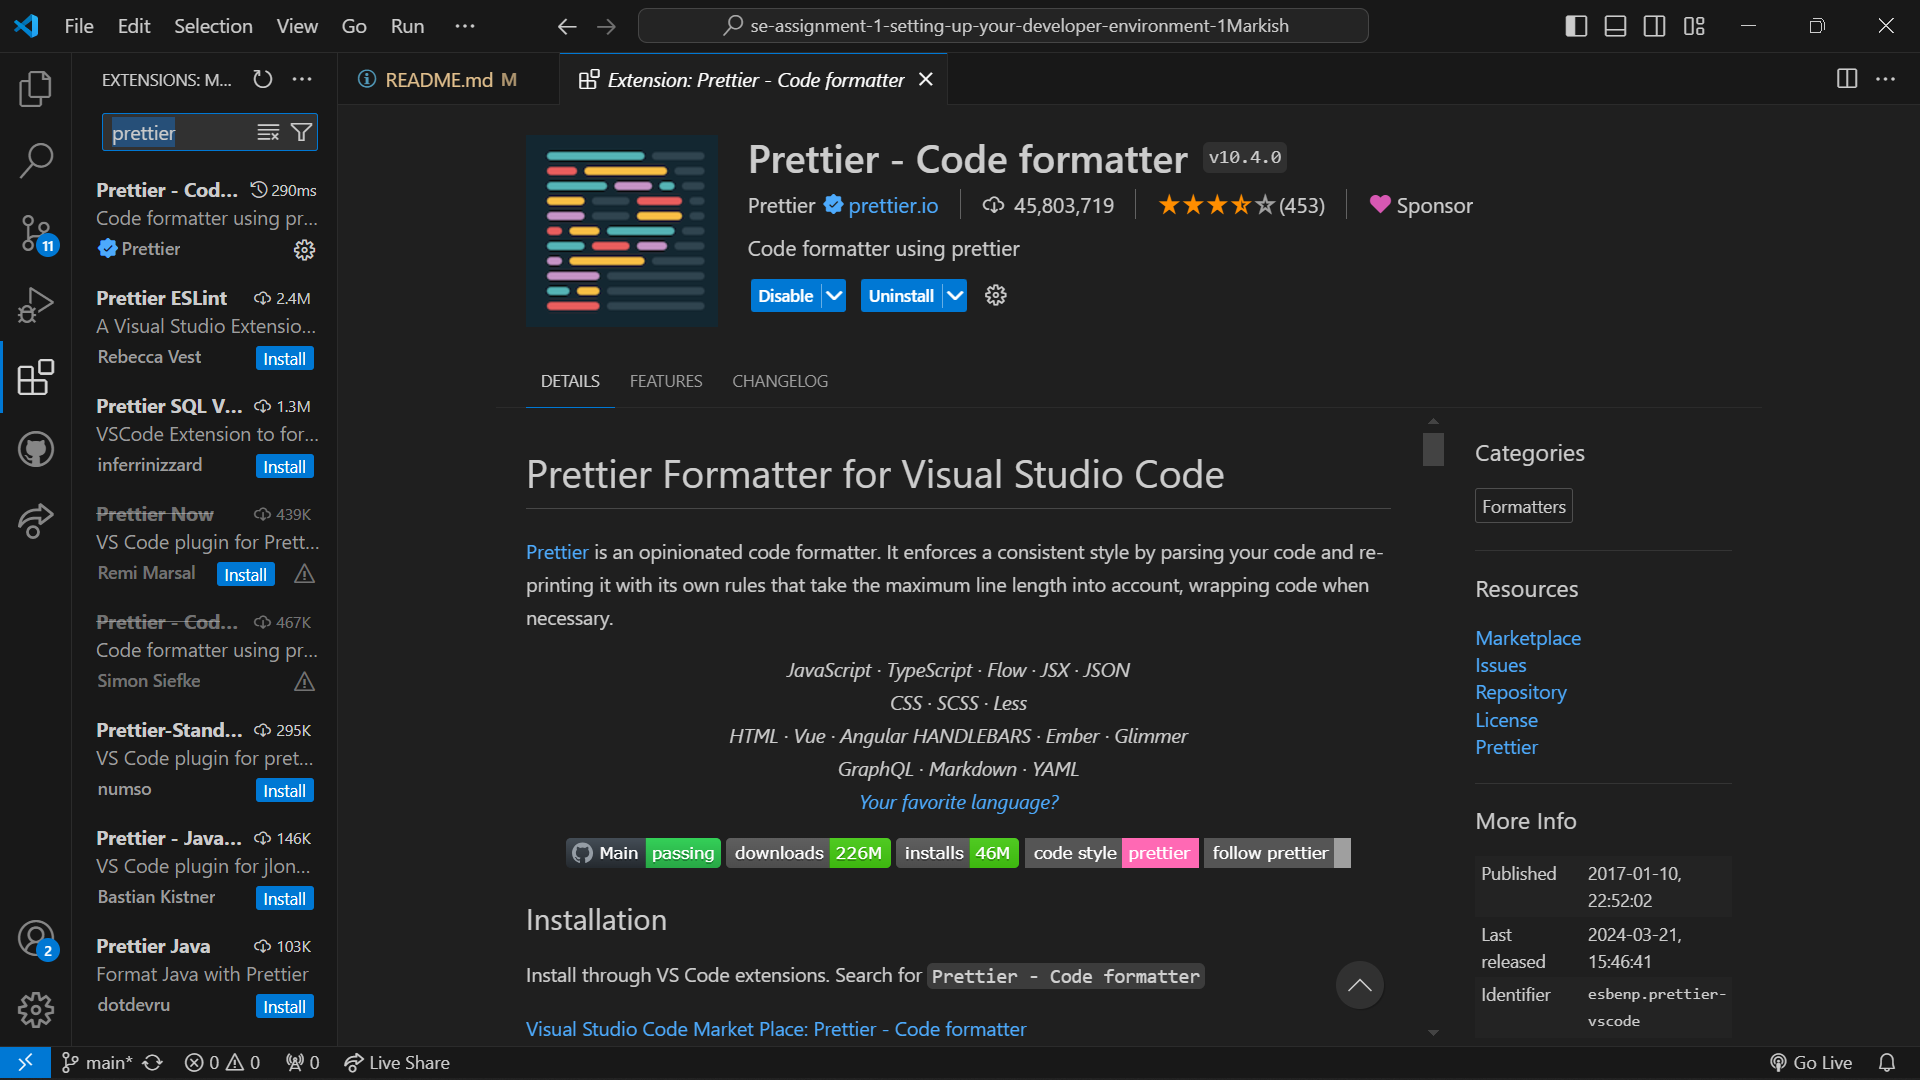 File Edit Selection View Go Run ···
se-assignment-1-setting-up-your-developer-environment-1Markish
EXTENSIONS: M...
README.md M
Extension: Prettier - Code formatter
prettier
Prettier - Cod... 290ms
Code formatter using pr...
Prettier
Prettier ESLint 2.4M
A Visual Studio Extensio...
Rebecca Vest Install
Prettier SQL V... 1.3M
VSCode Extension to for...
inferrinizzard Install
Prettier Now 439K
VS Code plugin for Prett...
Remi Marsal Install
Prettier - Cod... 467K
Code formatter using pr...
Simon Siefke
Prettier-Stand... 295K
VS Code plugin for pret...
numso Install
Prettier - Java... 146K
VS Code plugin for jlon...
Bastian Kistner Install
Prettier Java 103K
Format Java with Prettier
dotdevru Install
11
2
Prettier - Code formatter v10.4.0
Prettier prettier.io 45,803,719 (453) Sponsor
Code formatter using prettier
Disable Uninstall
DETAILS FEATURES CHANGELOG
Prettier Formatter for Visual Studio Code
Prettier is an opinionated code formatter. It enforces a consistent style by parsing your code and re-
printing it with its own rules that take the maximum line length into account, wrapping code when
necessary.
JavaScript · TypeScript · Flow · JSX · JSON
CSS · SCSS · Less
HTML · Vue · Angular HANDLEBARS · Ember · Glimmer
GraphQL · Markdown · YAML
Your favorite language?
Main passing downloads 226M installs 46M code style prettier follow prettier
Installation
Install through VS Code extensions. Search for Prettier - Code formatter
Visual Studio Code Market Place: Prettier - Code formatter
Categories
Formatters
Resources
Marketplace
Issues
Repository
License
Prettier
More Info
Published 2017-01-10,
22:52:02
Last 2024-03-21,
released 15:46:41
Identifier esbenp.prettier-
vscode
main* 0 0 0 Live Share Go Live